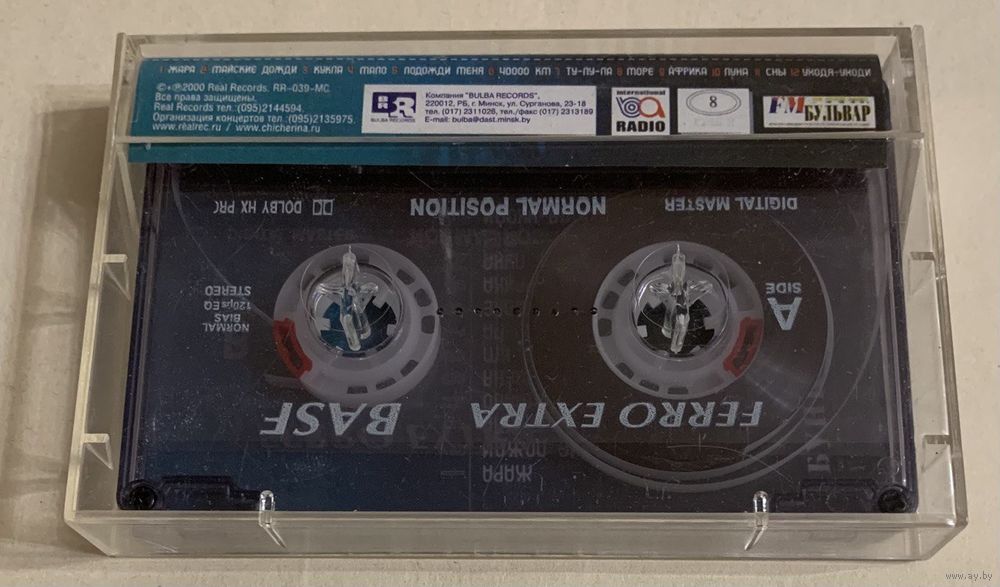 1 ЖАРА 2 МАЙСКИЕ ДОЖДИ 3 КУКЛА 4 МАЛО 5 ПОДОЖДИ МЕНЯ 6 40000 КМ 7 ТУ-ЛУ-ЛА 8 МОРЕ 9 АФРИКА 10 ЛУНА 11 СНЫ 12 УХОДЯ-УХОДИ
©+℗2000 Real Records. RR-039-MC.
Все права защищены.
Real Records тел.:(095)2144594.
Организация концертов тел.:(095)2135975.
www.realrec.ru / www.chicherina.ru
BRR
BULBA RECORDS
Компания "BULBA RECORDS",
220012, РБ, г. Минск, ул. Сурганова, 23-18
тел. (017) 2311026, тел./факс (017) 2313189
E-mail: bulba@dast.minsk.by
international
RADIO
8
FM
БУЛЬВАР
DOLBY HX PRO
NORMAL POSITION
DIGITAL MASTER
NORMAL
BIAS
120µs EQ
STEREO
A
SIDE
BASF
FERRO EXTRA
ЖАРА
www.ay.by